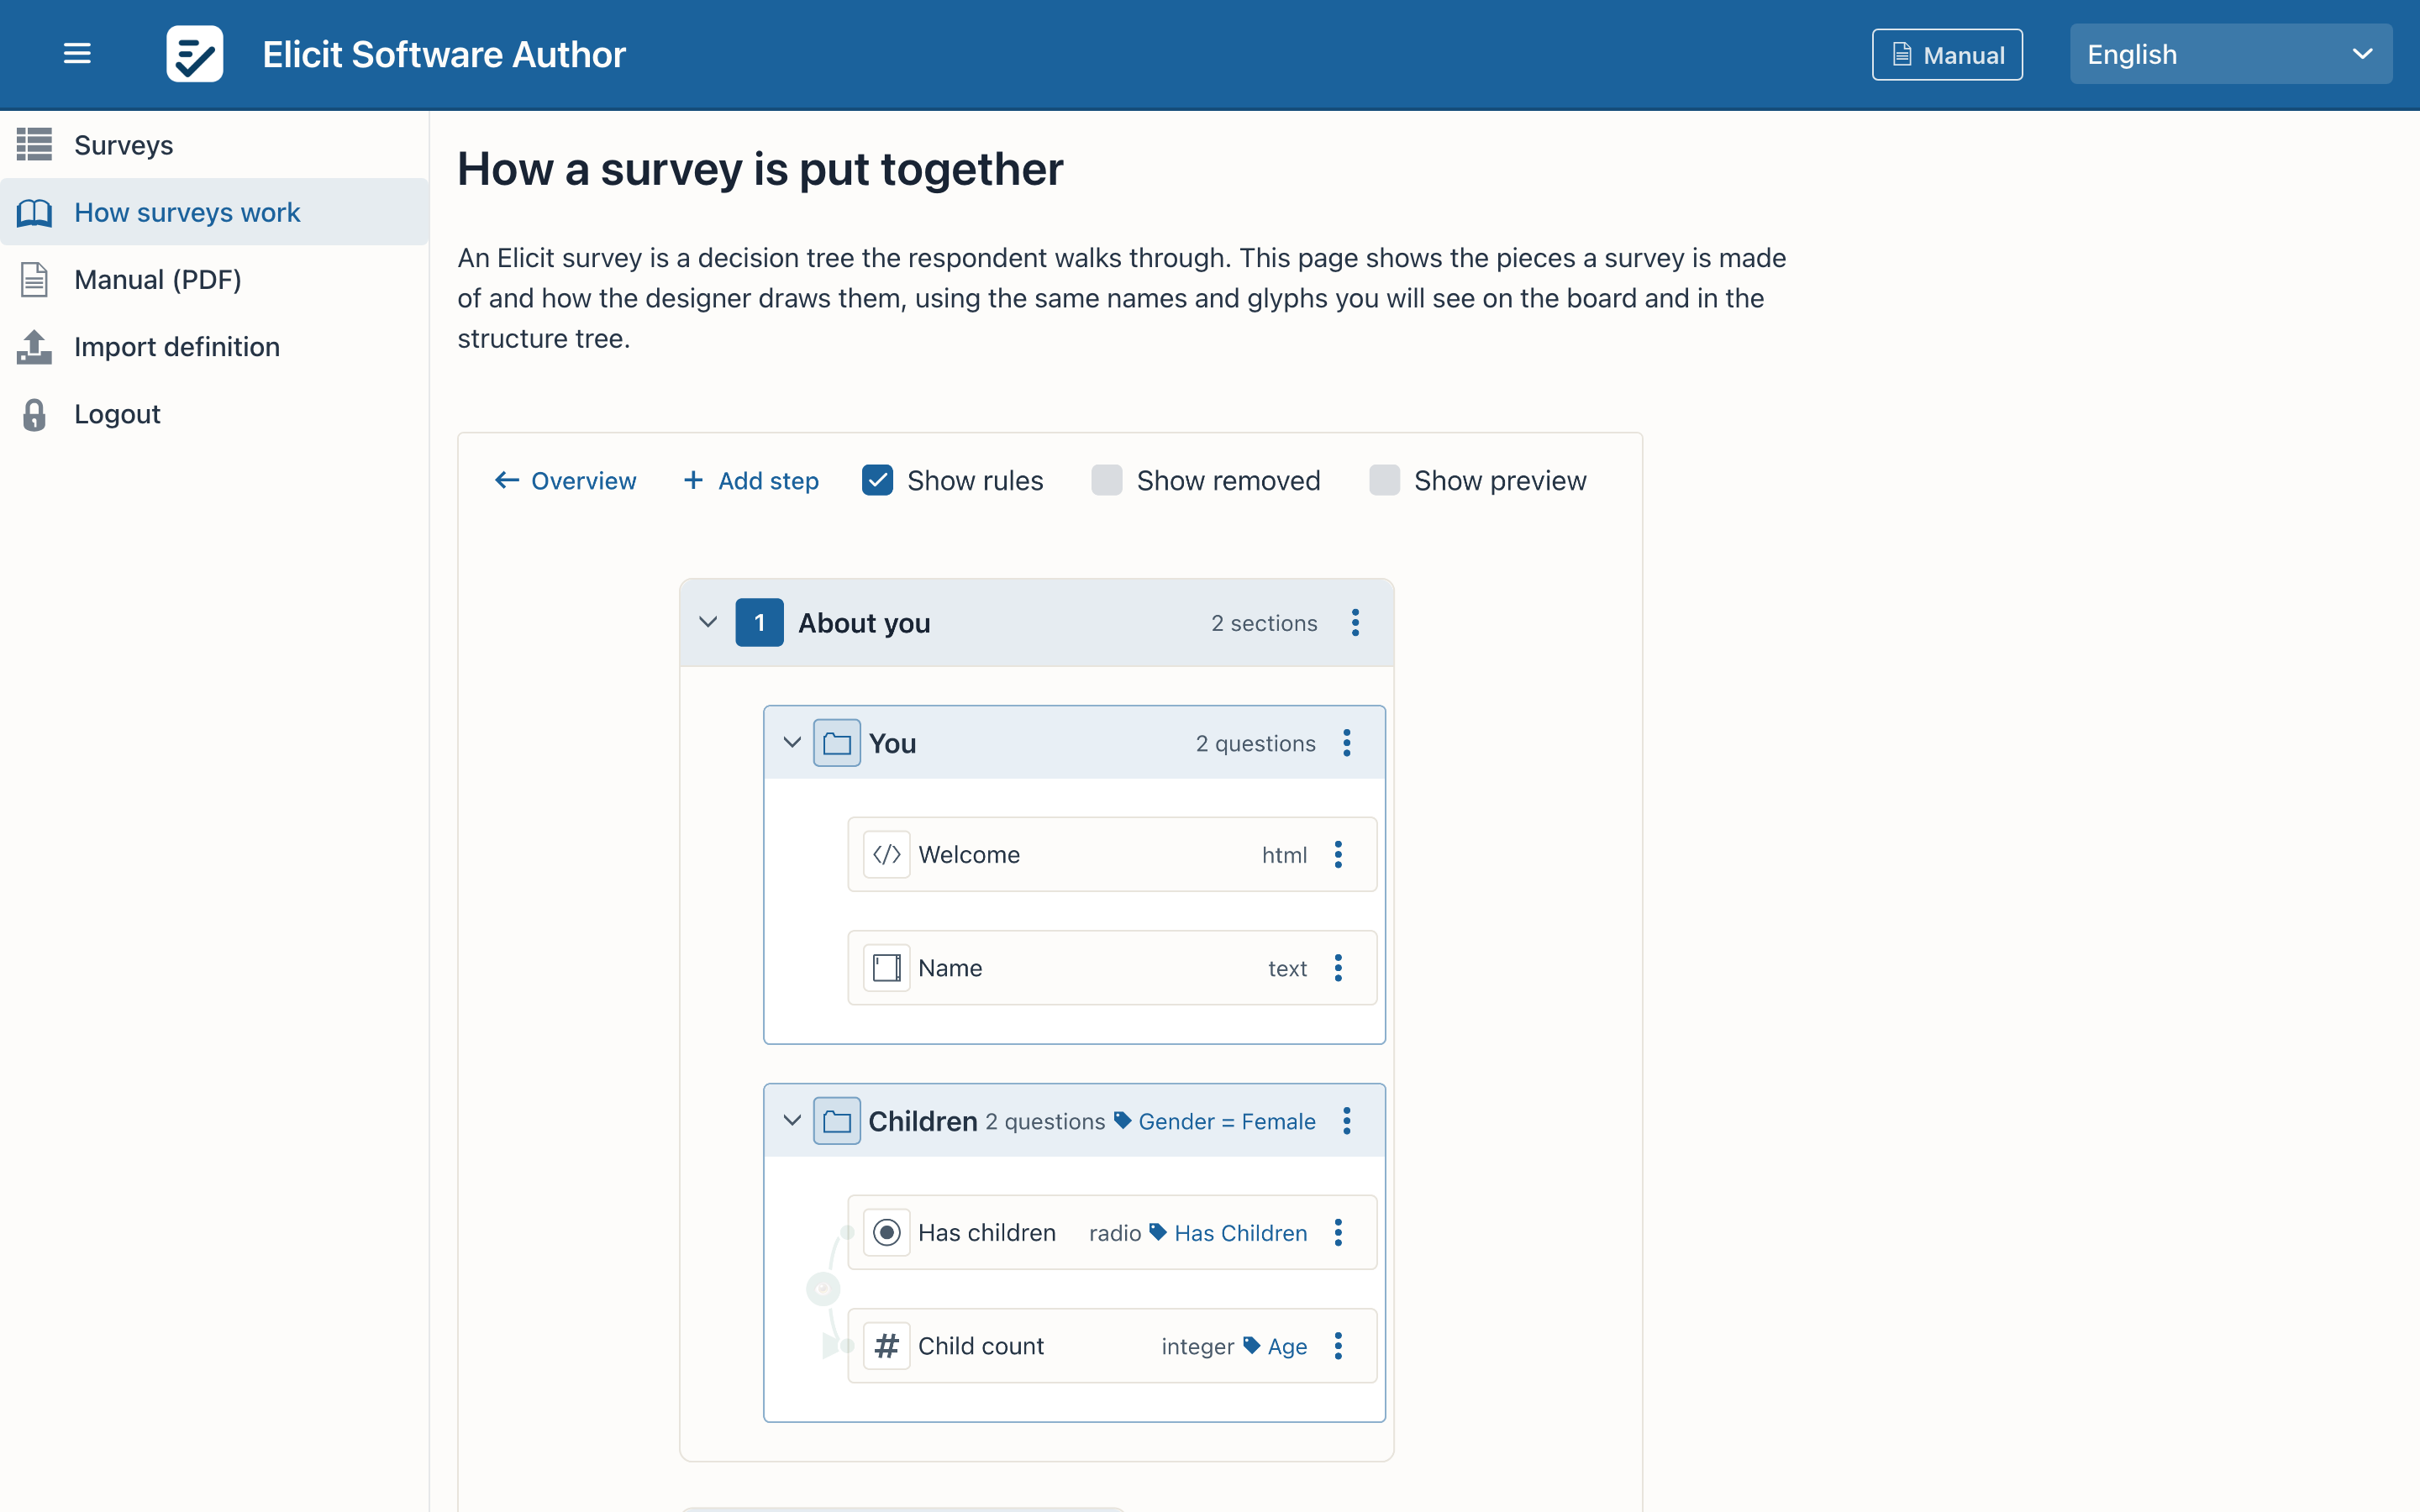 Elicit Software Author
Manual
English
Surveys
How surveys work
Manual (PDF)
Import definition
Logout
How a survey is put together
An Elicit survey is a decision tree the respondent walks through. This page shows the pieces a survey is made
of and how the designer draws them, using the same names and glyphs you will see on the board and in the
structure tree.
Overview + Add step Show rules Show removed Show preview
1 About you 2 sections
You 2 questions
</> Welcome html
Name text
Children 2 questions Gender = Female
Has children radio Has Children
# Child count integer Age